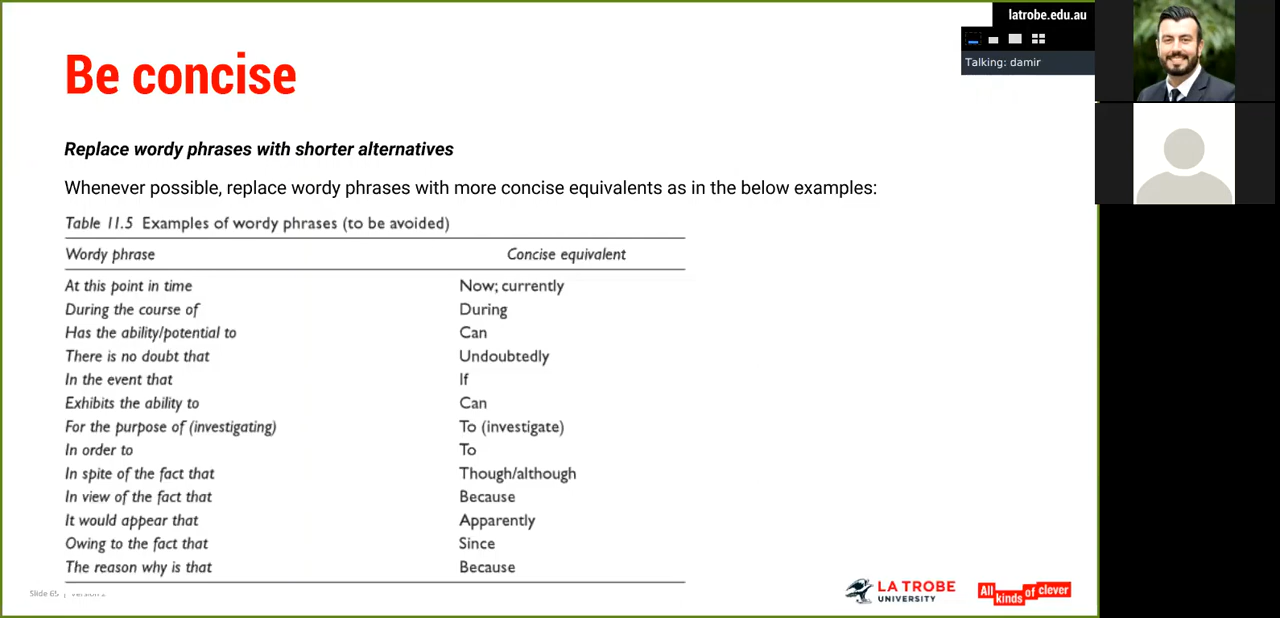 latrobe.edu.au
Talking: damir
Be concise
Replace wordy phrases with shorter alternatives
Whenever possible, replace wordy phrases with more concise equivalents as in the below examples:
Table 11.5 Examples of wordy phrases (to be avoided)
Wordy phrase Concise equivalent
At this point in time Now; currently
During the course of During
Has the ability/potential to Can
There is no doubt that Undoubtedly
In the event that If
Exhibits the ability to Can
For the purpose of (investigating) To (investigate)
In order to To
In spite of the fact that Though/although
In view of the fact that Because
It would appear that Apparently
Owing to the fact that Since
The reason why is that Because
Slide 65 |
LA TROBE
UNIVERSITY
All kinds of clever